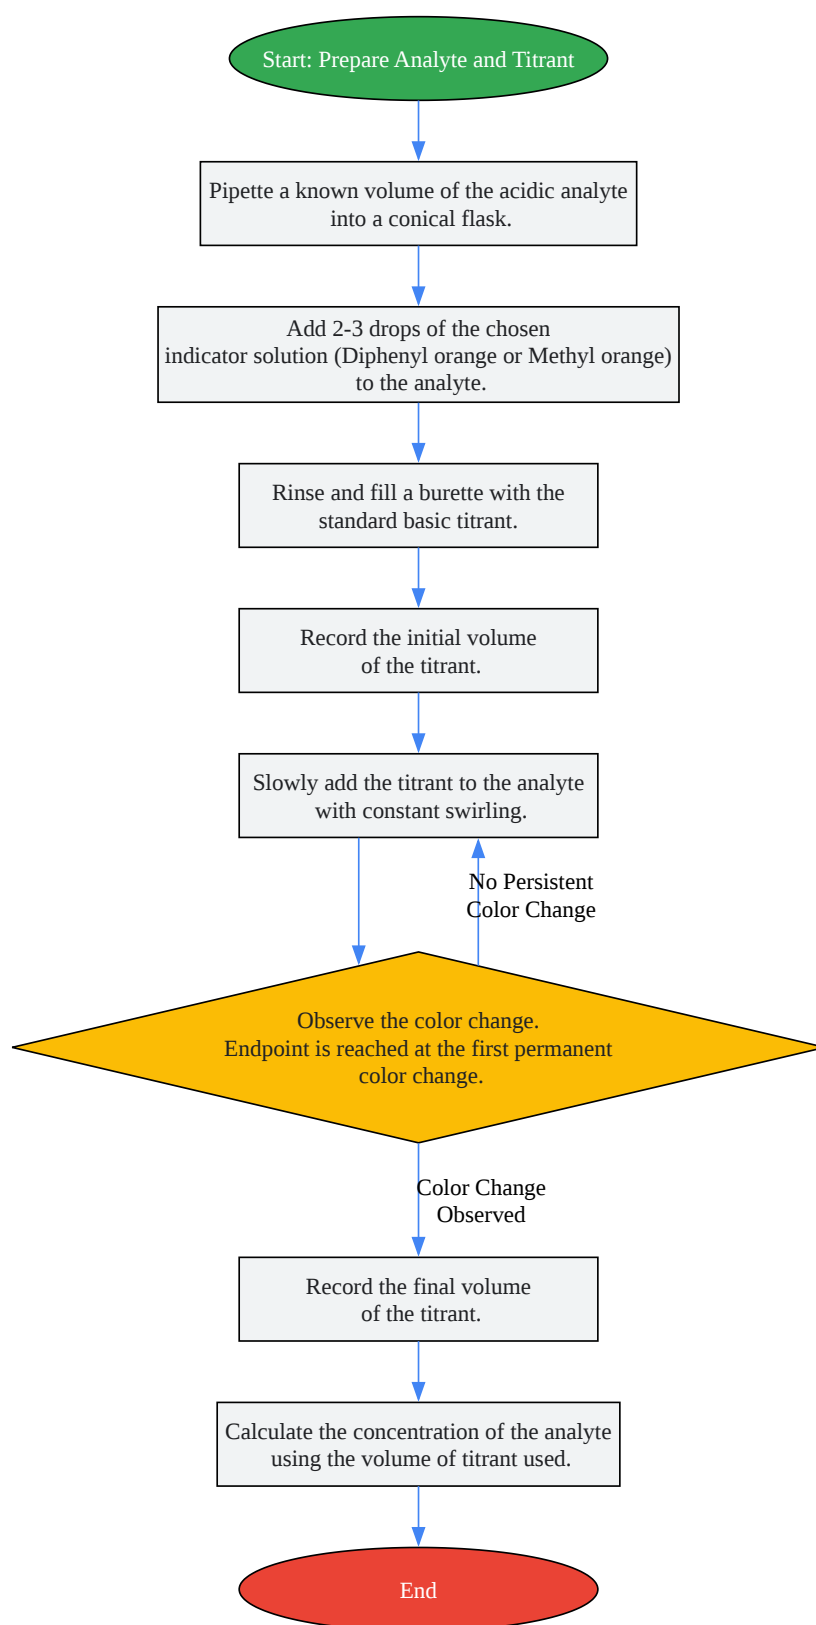 Start: Prepare Analyte and Titrant
Pipette a known volume of the acidic analyte
into a conical flask.
Add 2-3 drops of the chosen
indicator solution (Diphenyl orange or Methyl orange)
to the analyte.
Rinse and fill a burette with the
standard basic titrant.
Record the initial volume
of the titrant.
Slowly add the titrant to the analyte
with constant swirling.
No Persistent
Color Change
Observe the color change.
Endpoint is reached at the first permanent
color change.
Color Change
Observed
Record the final volume
of the titrant.
Calculate the concentration of the analyte
using the volume of titrant used.
End